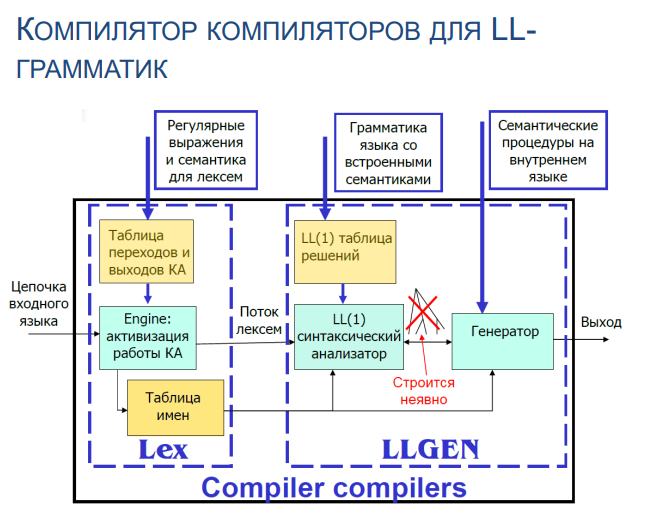 КОМПИЛЯТОР КОМПИЛЯТОРОВ ДЛЯ LL-
ГРАММАТИК
Регулярные
выражения
и семантика
для лексем
Грамматика
языка со
встроенными
семантиками
Семантические
процедуры на
внутреннем
языке
Таблица
переходов и
выходов КА
LL(1) таблица
решений
Цепочка
входного
языка
Engine:
активизация
работы КА
Поток
лексем
LL(1)
синтаксический
анализатор
Генератор
Выход
Строится
неявно
Таблица
имен
Lex
LLGEN
Compiler compilers